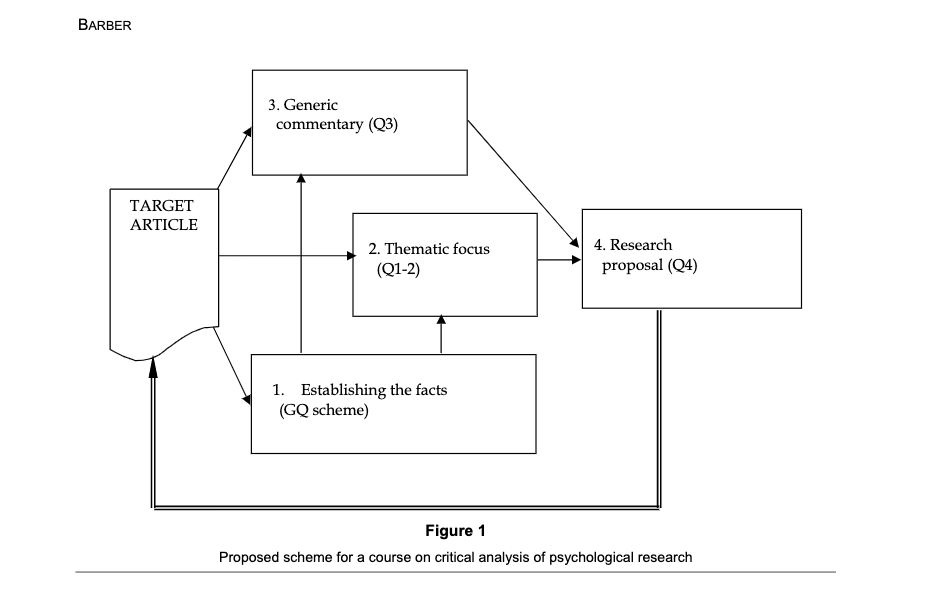 BARBER
3. Generic
commentary (Q3)
TARGET
ARTICLE
2. Thematic focus
(Q1-2)
4. Research
proposal (Q4)
1. Establishing the facts
(GQ scheme)
Figure 1
Proposed scheme for a course on critical analysis of psychological research